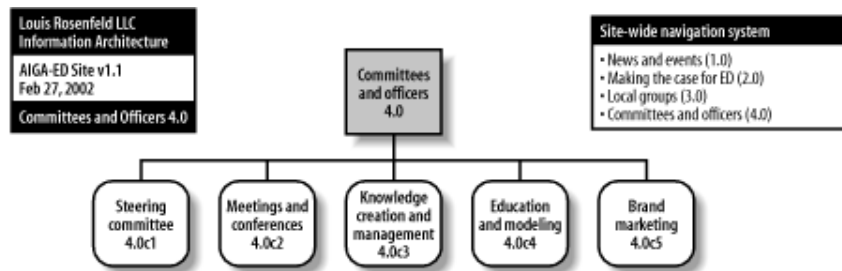 Louis Rosenfeld LLC
Information Architecture
AIGA-ED Site v1.1
Feb 27, 2002
Committees and Officers 4.0
Committees
and officers
4.0
Site-wide navigation system
• News and events (1.0)
• Making the case for ED (2.0)
• Local groups (3.0)
• Committees and officers (4.0)
Steering
committee
4.0c1
Meetings and
conferences
4.0c2
Knowledge
creation and
management
4.0c3
Education
and modeling
4.0c4
Brand
marketing
4.0c5